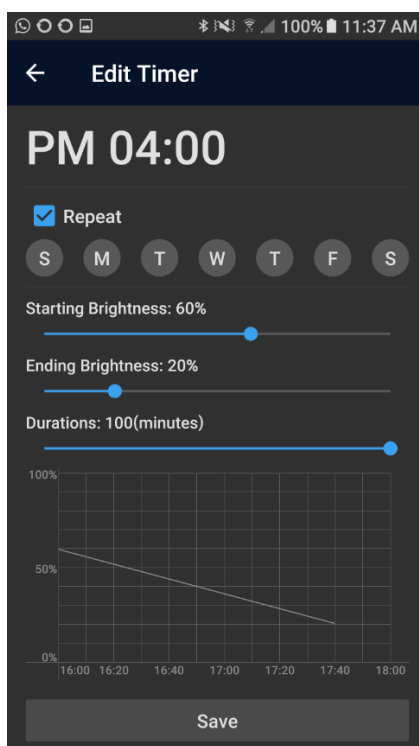 100% 11:37 AM
Edit Timer
PM 04:00
Repeat
S M T W T F S
Starting Brightness: 60%
Ending Brightness: 20%
Durations: 100(minutes)
100%
50%
0%
16:00 16:20 16:40 17:00 17:20 17:40 18:00
Save